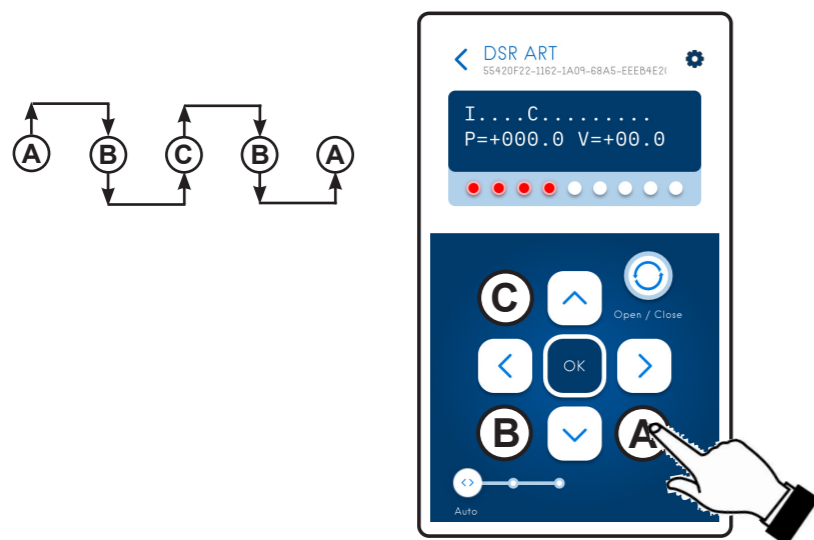 A B C B A
DSR ART
55420F22-1162-1A09-68A5-EEEB4E2(
I....C.........
P=+000.0 V=+00.0
C
Open / Close
OK
B
A
<>
Auto